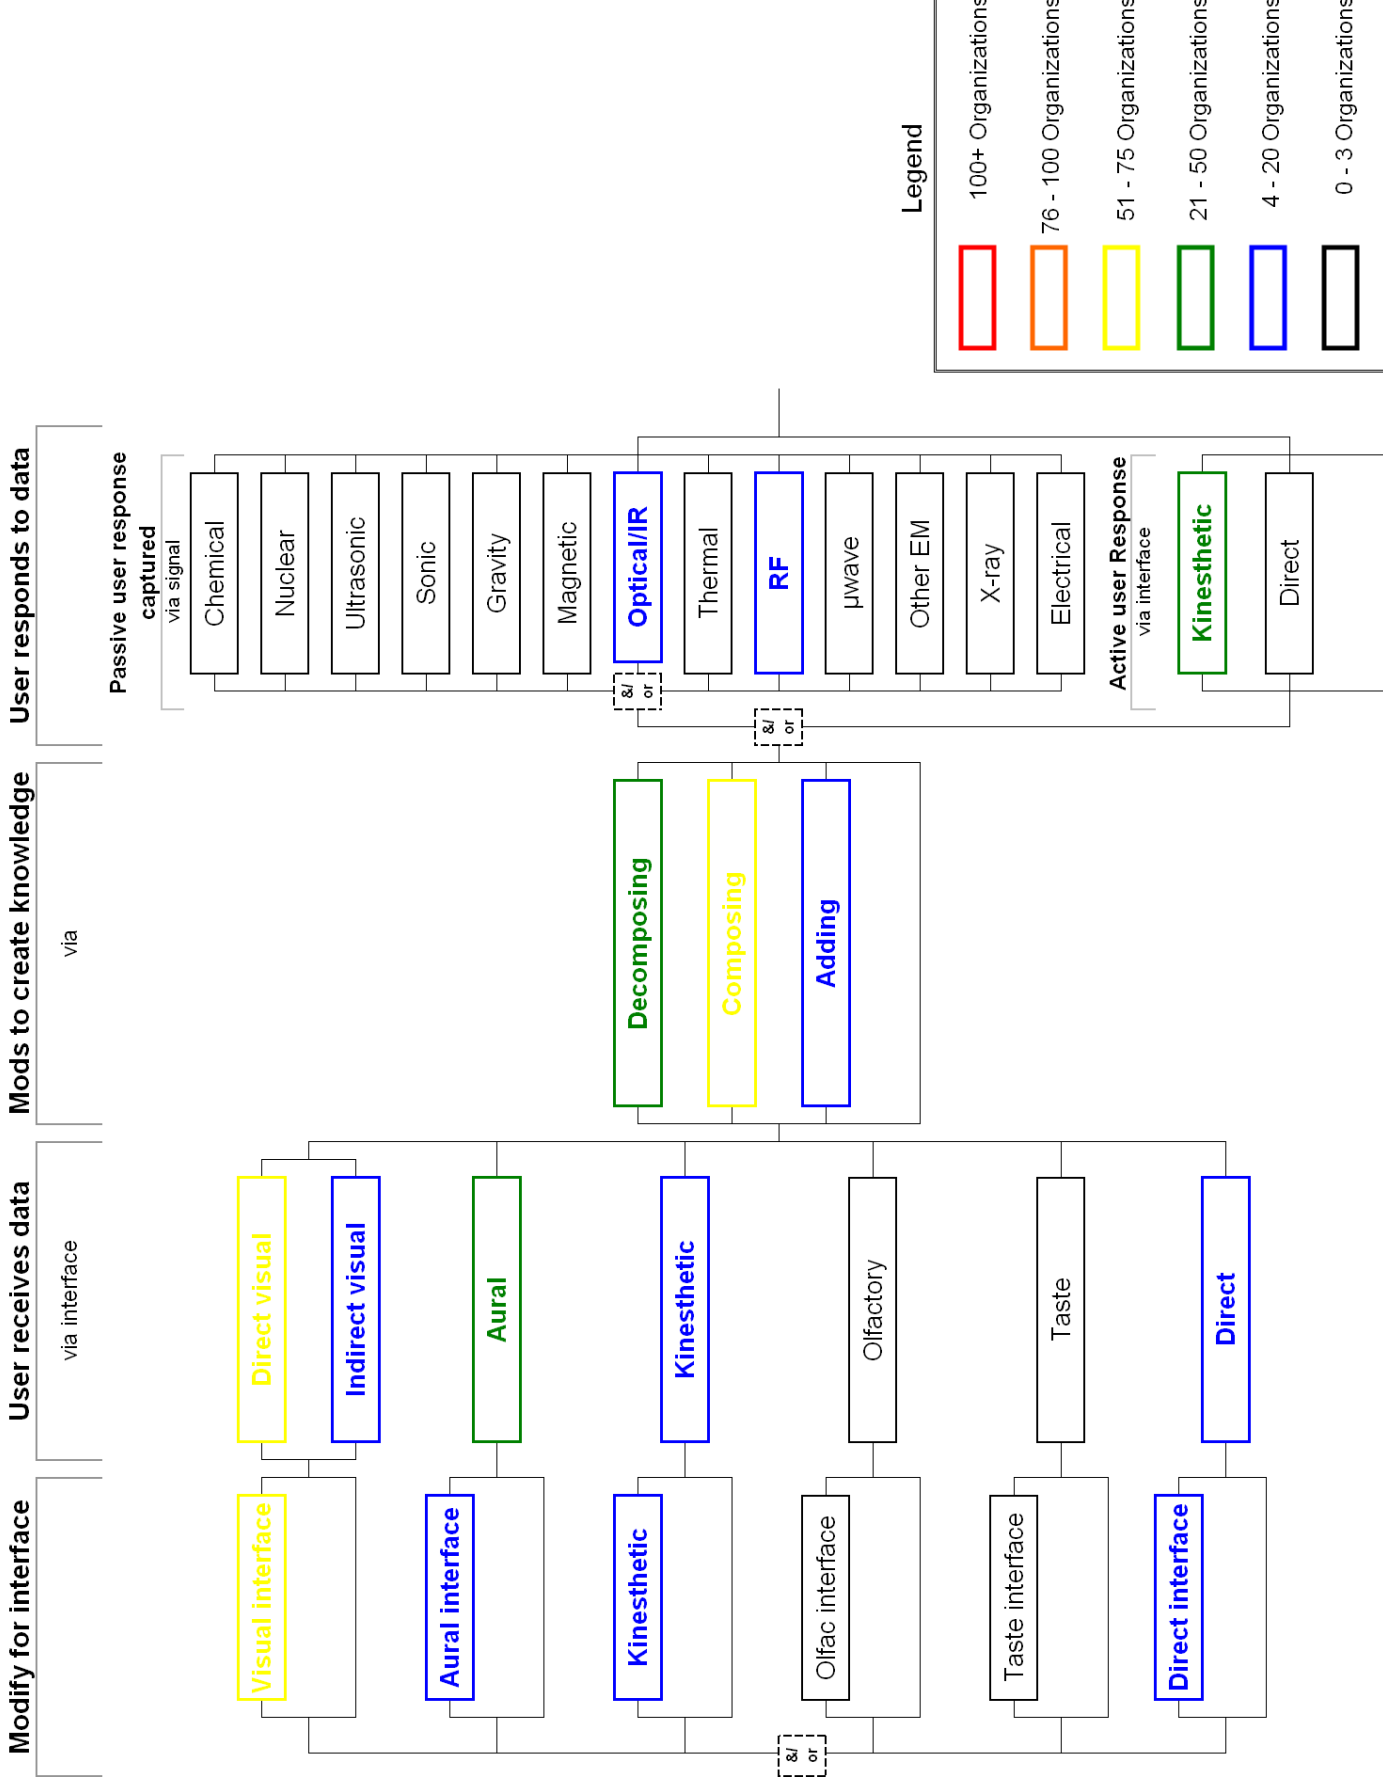 Modify for interface
Visual interface
Aural interface
Kinesthetic
Olfac interface
Taste interface
Direct interface
&/
or
User receives data
via interface
Direct visual
Indirect visual
Aural
Kinesthetic
Olfactory
Taste
Direct
Mods to create knowledge
via
Decomposing
Composing
Adding
User responds to data
&/
or
&/
or
Passive user response
captured
via signal
Chemical
Nuclear
Ultrasonic
Sonic
Gravity
Magnetic
Optical/IR
Thermal
RF
µwave
Other EM
X-ray
Electrical
Active user Response
via interface
Kinesthetic
Direct
Legend
100+ Organizations
76 - 100 Organizations
51 - 75 Organizations
21 - 50 Organizations
4 - 20 Organizations
0 - 3 Organizations